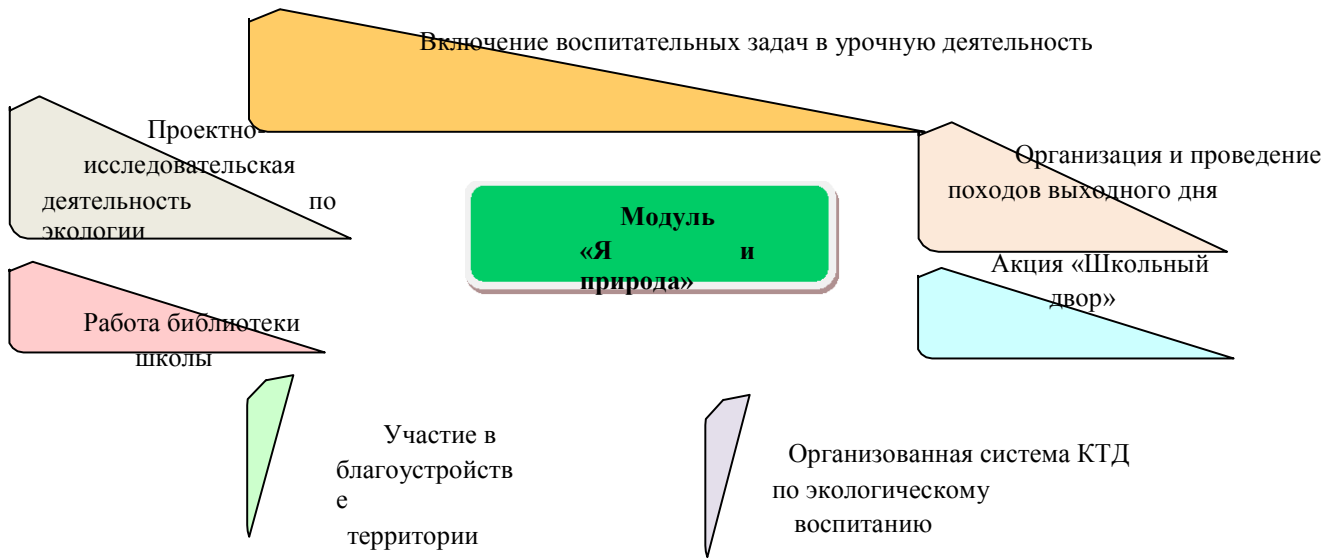 Включение воспитательных задач в урочную деятельность
Проектно-
исследовательская
деятельность по
экологии
Организация и проведение
походов выходного дня
Модуль
«Я и
природа»
Работа библиотеки
школы
Акция «Школьный
двор»
Участие в
благоустройств
е
территории
Организованная система КТД
по экологическому
воспитанию